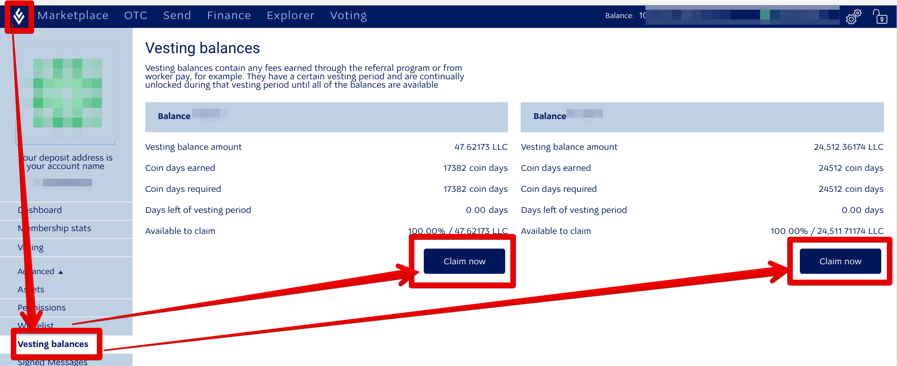 Marketplace OTC Send Finance Explorer Voting Balance: 10
Vesting balances
Vesting balances contain any fees earned through the referral program or from
worker pay, for example. They have a certain vesting period and are continually
unlocked during that vesting period until all of the balances are available
Your deposit address is
your account name
Dashboard
Membership stats
Voting
Advanced ▲
Assets
Permissions
Whitelist
Vesting balances
Signed Messages
Balance
Vesting balance amount 47.62173 LLC
Coin days earned 17382 coin days
Coin days required 17382 coin days
Days left of vesting period 0.00 days
Available to claim 100.00% / 47.62173 LLC
Claim now
Balance
Vesting balance amount 24,512.36174 LLC
Coin days earned 24512 coin days
Coin days required 24512 coin days
Days left of vesting period 0.00 days
Available to claim 100.00% / 24,511.71174 LLC
Claim now